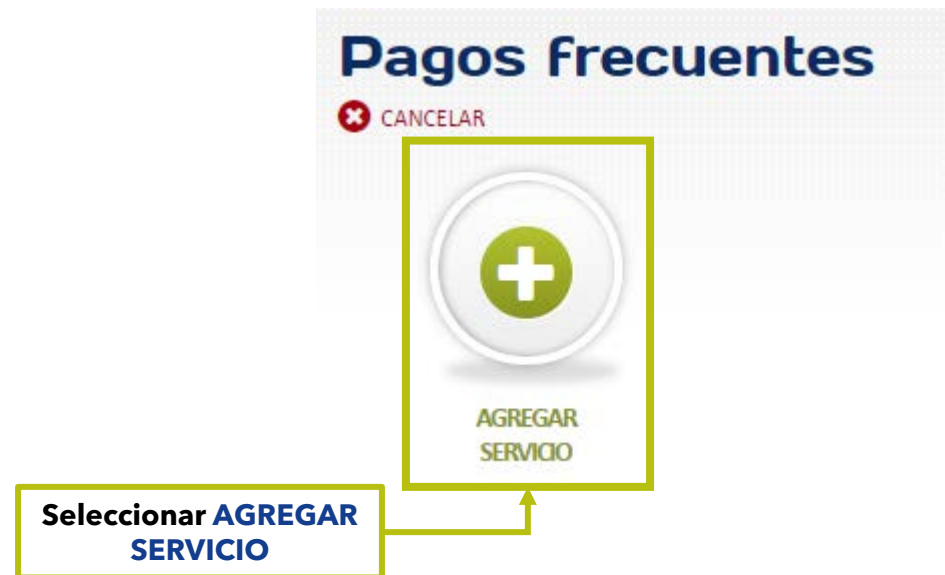 Pagos frecuentes
CANCELAR
AGREGAR
SERVICIO
Seleccionar AGREGAR
SERVICIO